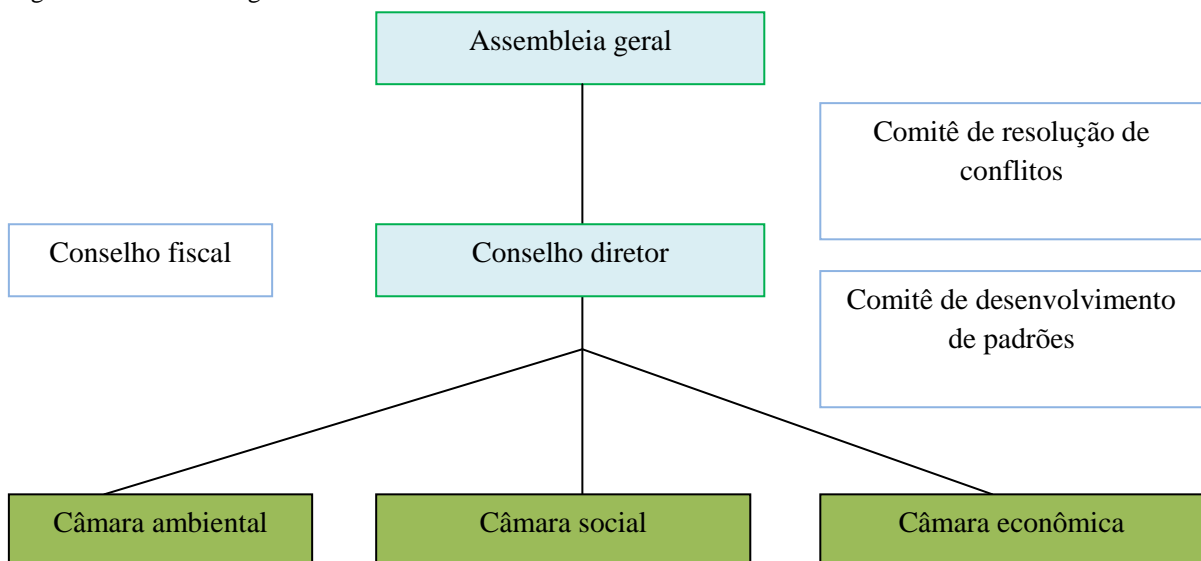 Assembleia geral
Comitê de resolução de
conflitos
Conselho fiscal
Conselho diretor
Comitê de desenvolvimento
de padrões
Câmara ambiental
Câmara social
Câmara econômica